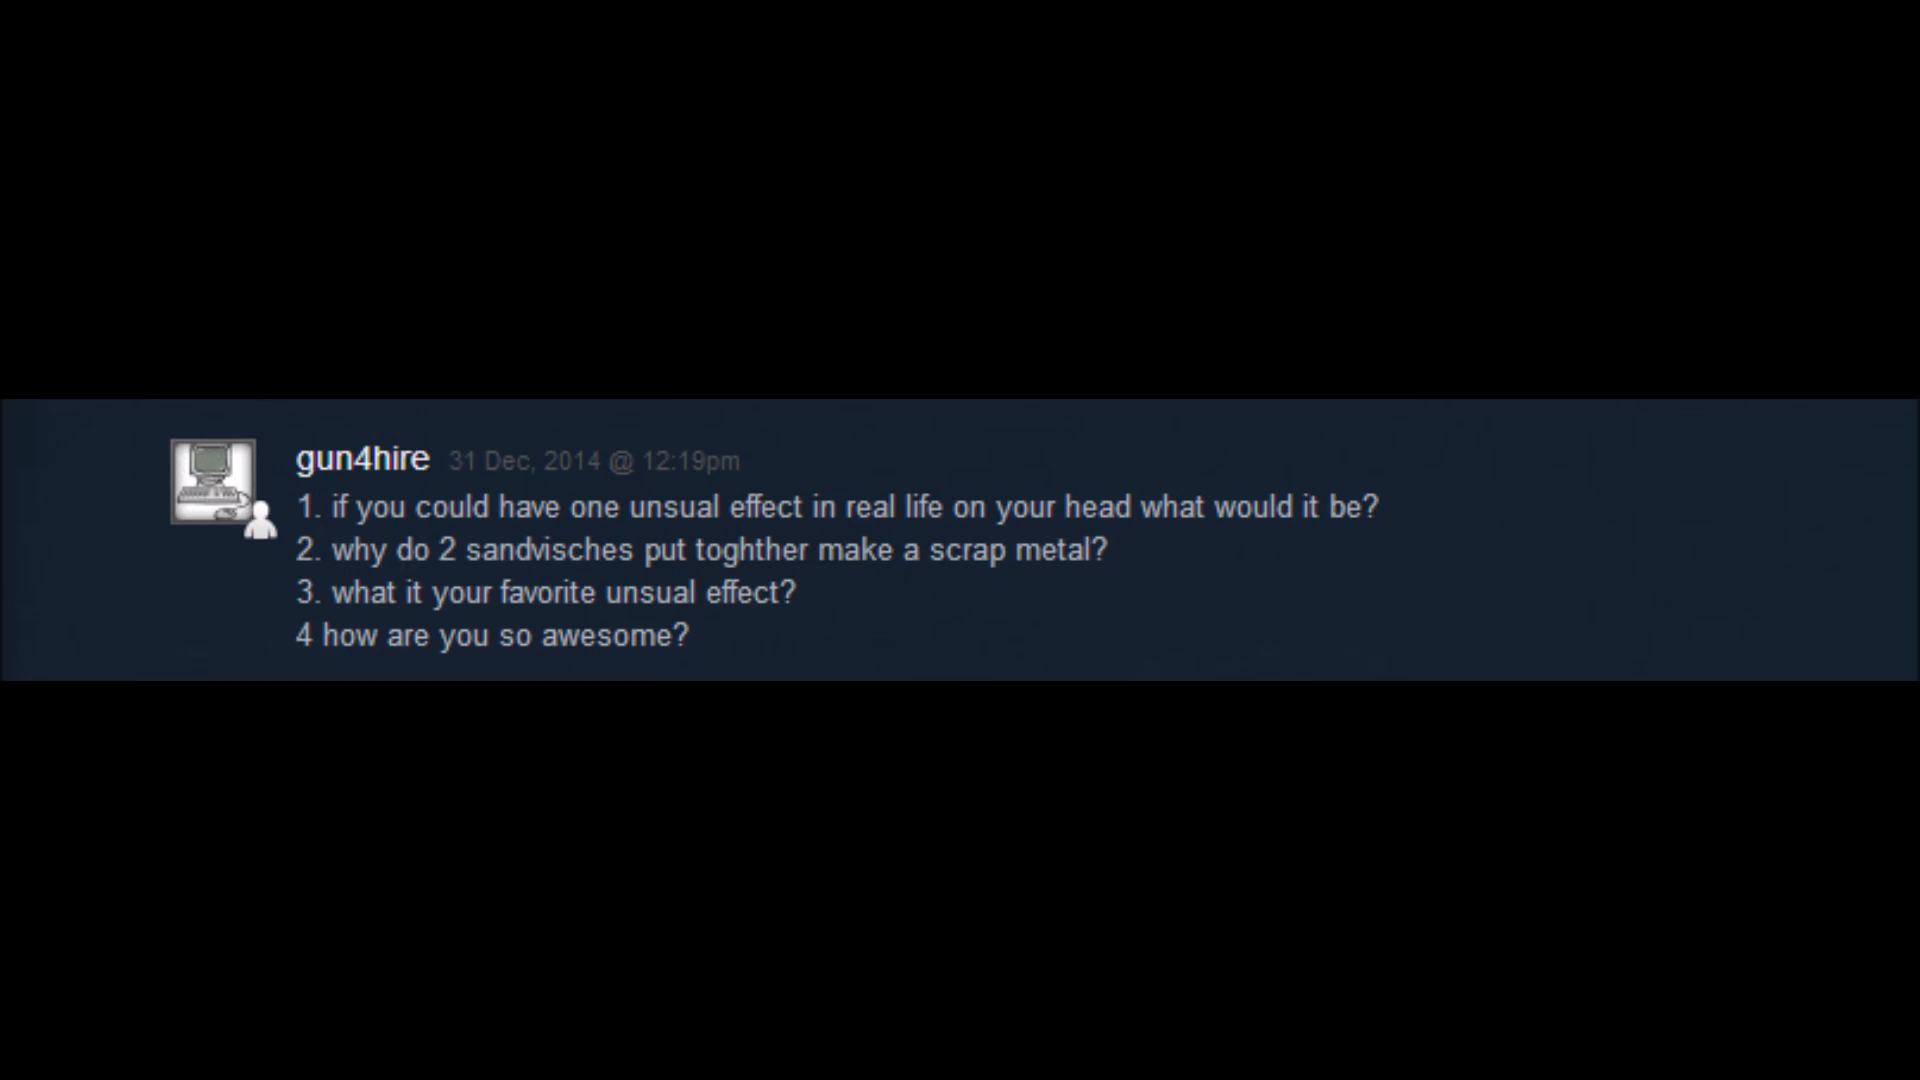 gun4hire 31 Dec, 2014 @ 12:19pm
1. if you could have one unsual effect in real life on your head what would it be?
2. why do 2 sandvisches put toghther make a scrap metal?
3. what it your favorite unsual effect?
4 how are you so awesome?